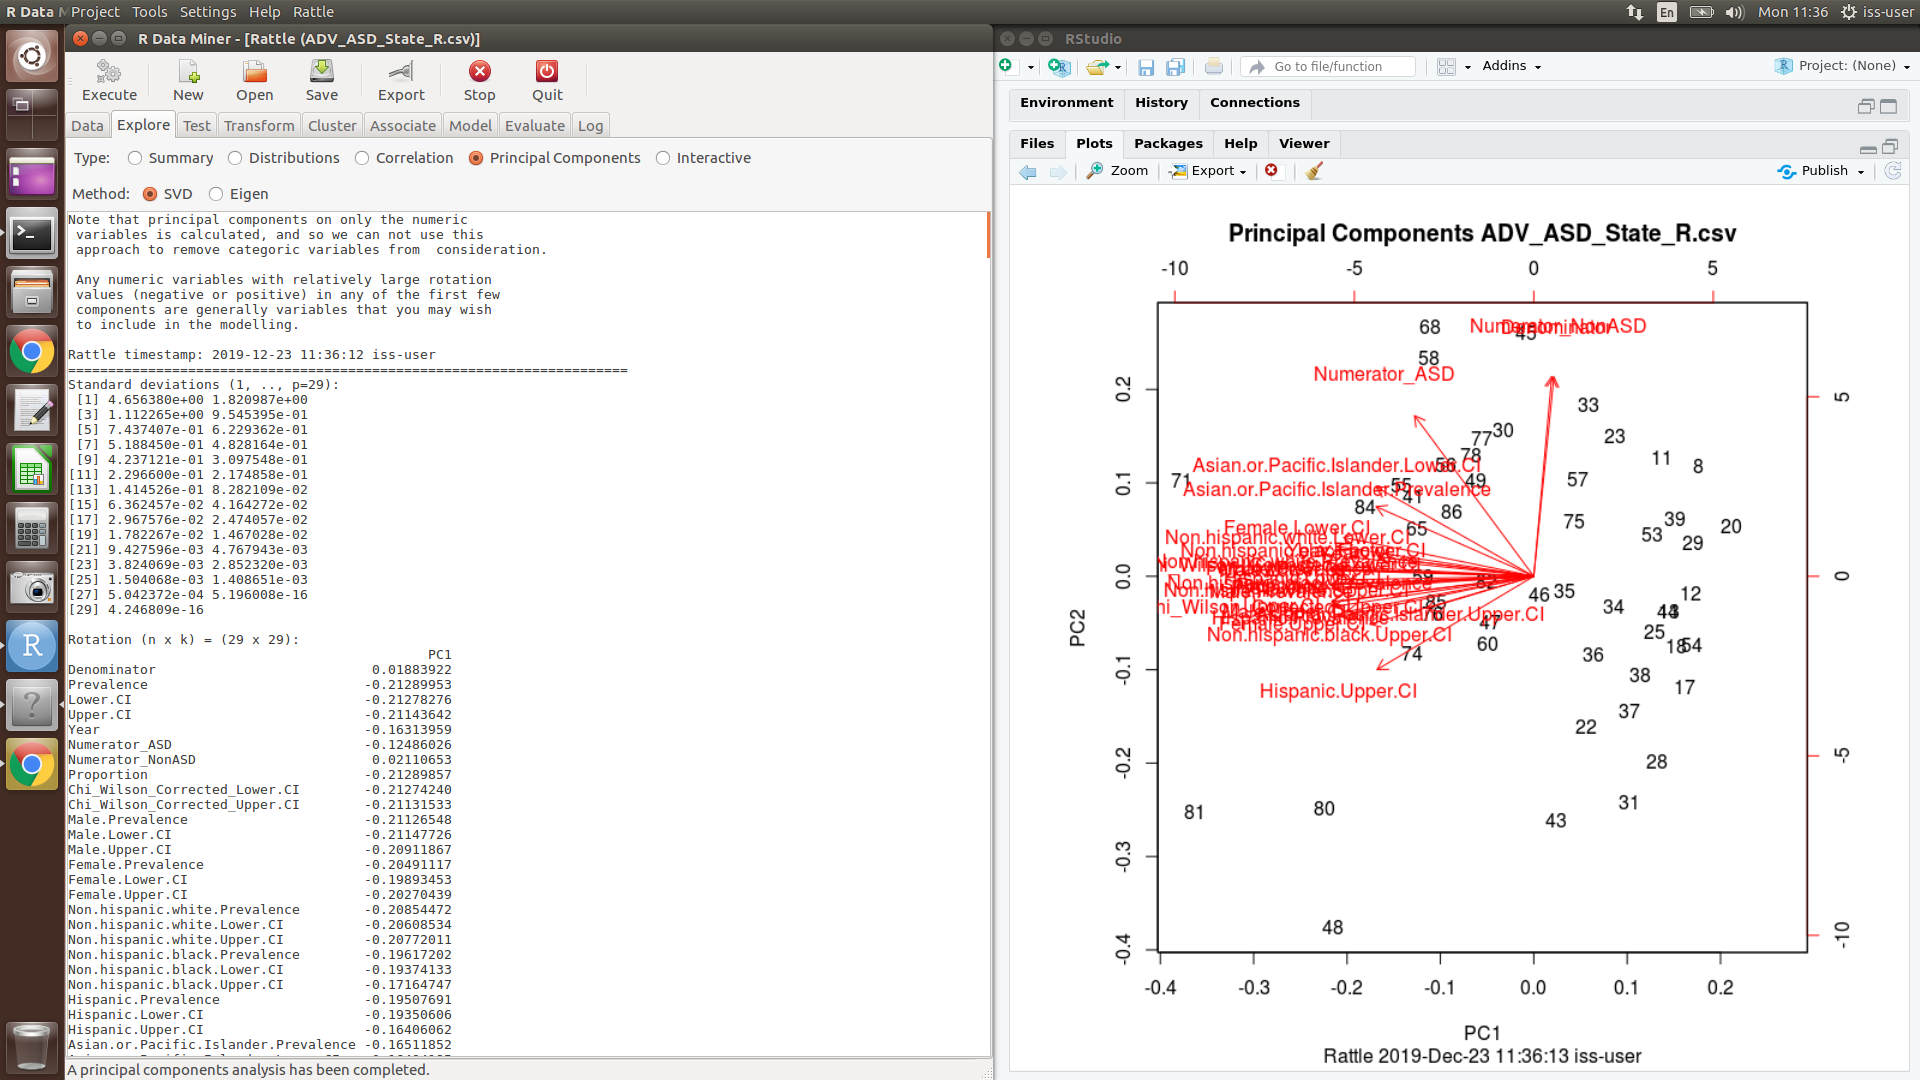 R Data M Project Tools Settings Help Rattle
En Mon 11:36 iss-user
R Data Miner - [Rattle (ADV_ASD_State_R.csv)]
Execute New Open Save Export Stop Quit
Data Explore Test Transform Cluster Associate Model Evaluate Log
Type: Summary Distributions Correlation Principal Components Interactive
Method: SVD Eigen
Note that principal components on only the numeric
variables is calculated, and so we can not use this
approach to remove categoric variables from consideration.
Any numeric variables with relatively large rotation
values (negative or positive) in any of the first few
components are generally variables that you may wish
to include in the modelling.
Rattle timestamp: 2019-12-23 11:36:12 iss-user
======================================================================
Standard deviations (1, .., p=29):
[1] 4.656380e+00 1.820987e+00
[3] 1.112265e+00 9.545395e-01
[5] 7.437407e-01 6.229362e-01
[7] 5.188450e-01 4.828164e-01
[9] 4.237121e-01 3.097548e-01
[11] 2.296600e-01 2.174858e-01
[13] 1.414526e-01 8.282109e-02
[15] 6.362457e-02 4.164272e-02
[17] 2.967576e-02 2.474057e-02
[19] 1.782267e-02 1.467028e-02
[21] 9.427596e-03 4.767943e-03
[23] 3.824069e-03 2.852320e-03
[25] 1.504068e-03 1.408651e-03
[27] 5.042372e-04 5.196008e-16
[29] 4.246809e-16
Rotation (n x k) = (29 x 29):
PC1
Denominator 0.01883922
Prevalence -0.21289953
Lower.CI -0.21278276
Upper.CI -0.21143642
Year -0.16313959
Numerator_ASD -0.12486026
Numerator_NonASD 0.02110653
Proportion -0.21289857
Chi_Wilson_Corrected_Lower.CI -0.21274240
Chi_Wilson_Corrected_Upper.CI -0.21131533
Male.Prevalence -0.21126548
Male.Lower.CI -0.21147726
Male.Upper.CI -0.20911867
Female.Prevalence -0.20491117
Female.Lower.CI -0.19893453
Female.Upper.CI -0.20270439
Non.hispanic.white.Prevalence -0.20854472
Non.hispanic.white.Lower.CI -0.20608534
Non.hispanic.white.Upper.CI -0.20772011
Non.hispanic.black.Prevalence -0.19617202
Non.hispanic.black.Lower.CI -0.19374133
Non.hispanic.black.Upper.CI -0.17164747
Hispanic.Prevalence -0.19507691
Hispanic.Lower.CI -0.19350606
Hispanic.Upper.CI -0.16406062
Asian.or.Pacific.Islander.Prevalence -0.16511852
A principal components analysis has been completed.
RStudio
Go to file/function Addins Project: (None)
Environment History Connections
Files Plots Packages Help Viewer
Zoom Export Publish
Principal Components ADV_ASD_State_R.csv
-10 -5 0 5
68 45 Numerator_NonASD Denominator
58
Numerator_ASD
0.2 5
33
77 30 23
78 11 8
Asian.or.Pacific.Islander.Lower.CI 56
71 49 57 0.1
Asian.or.Pacific.Islander.Prevalence 55
41
84 86
75 39 20
Female.Lower.CI 65 53
Non.hispanic.white.Lower.CI 29
0.0 59 82 0
46 35 12
85 76 34 44
Islander.Upper.CI
Female.Upper.CI 47 25
Non.hispanic.black.Upper.CI
60 18 54
74 36
-0.1 38
Hispanic.Upper.CI 17
37
22
-0.2 28 -5
31
81 80 43
-0.3
48 -10
-0.4
PC2
-0.4 -0.3 -0.2 -0.1 0.0 0.1 0.2
PC1
Rattle 2019-Dec-23 11:36:13 iss-user